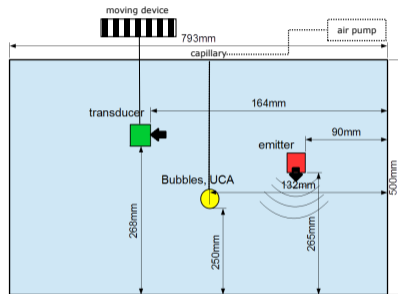 moving device
air pump
793mm
capillary
164mm
transducer
90mm
emitter
132mm
Bubbles, UCA
500mm
268mm
250mm
265mm